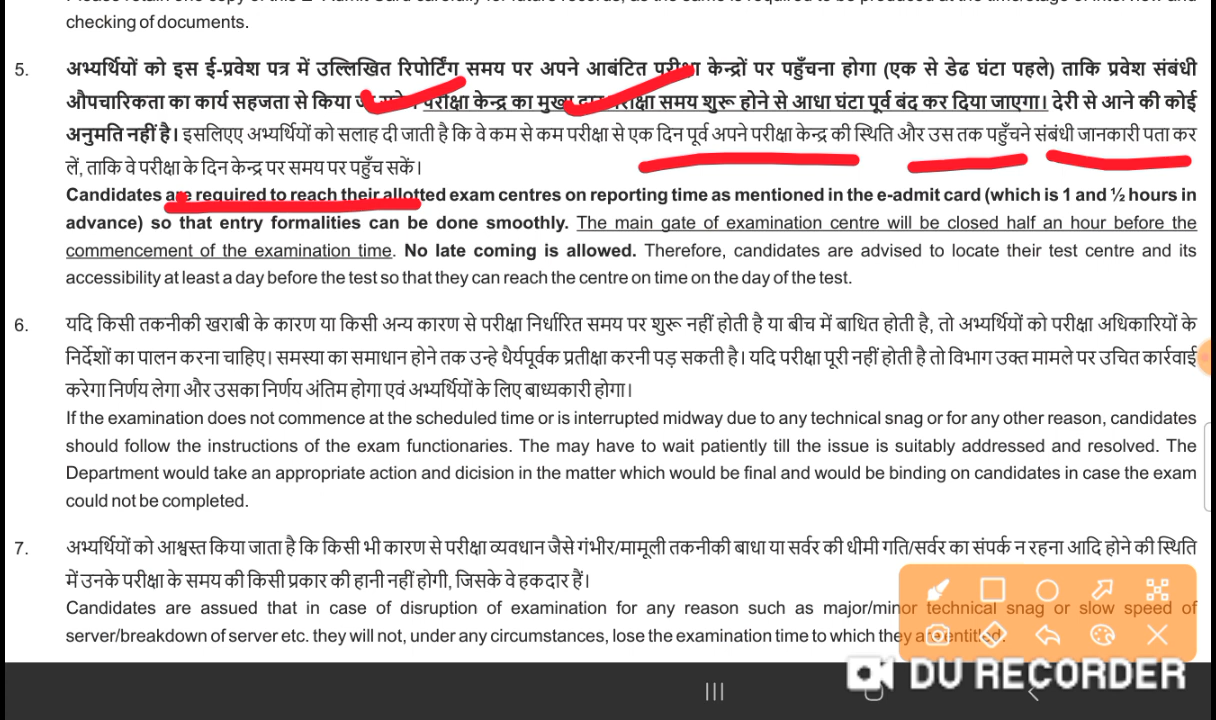 checking of documents.
5. अभ्यर्थियों को इस ई-प्रवेश पत्र में उल्लिखित रिपोर्टिंग समय पर अपने आबंटित परीक्षा केन्द्रों पर पहुँचना होगा (एक से डेढ घंटा पहले) ताकि प्रवेश संबंधी
औपचारिकता का कार्य सहजता से किया परीक्षा केन्द्र का मुख्य परीक्षा समय शुरू होने से आधा घंटा पूर्व बंद कर दिया जाएगा। देरी से आने की कोई
अनुमति नहीं है। इसलिएए अभ्यर्थियों को सलाह दी जाती है कि वे कम से कम परीक्षा से एक दिन पूर्व अपने परीक्षा केन्द्र की स्थिति और उस तक पहुँचने संबंधी जानकारी पता कर
लें, ताकि वे परीक्षा के दिन केन्द्र पर समय पर पहुँच सकें।
Candidates are required to reach their allotted exam centres on reporting time as mentioned in the e-admit card (which is 1 and ½ hours in
advance) so that entry formalities can be done smoothly. The main gate of examination centre will be closed half an hour before the
commencement of the examination time. No late coming is allowed. Therefore, candidates are advised to locate their test centre and its
accessibility at least a day before the test so that they can reach the centre on time on the day of the test.
6. यदि किसी तकनीकी खराबी के कारण या किसी अन्य कारण से परीक्षा निर्धारित समय पर शुरू नहीं होती है या बीच में बाधित होती है, तो अभ्यर्थियों को परीक्षा अधिकारियों के
निर्देशों का पालन करना चाहिए। समस्या का समाधान होने तक उन्हे धैर्यपूर्वक प्रतीक्षा करनी पड़ सकती है। यदि परीक्षा पूरी नहीं होती है तो विभाग उक्त मामले पर उचित कार्रवाई
करेगा निर्णय लेगा और उसका निर्णय अंतिम होगा एवं अभ्यर्थियों के लिए बाध्यकारी होगा।
If the examination does not commence at the scheduled time or is interrupted midway due to any technical snag or for any other reason, candidates
should follow the instructions of the exam functionaries. The may have to wait patiently till the issue is suitably addressed and resolved. The
Department would take an appropriate action and dicision in the matter which would be final and would be binding on candidates in case the exam
could not be completed.
7. अभ्यर्थियों को आश्वस्त किया जाता है कि किसी भी कारण से परीक्षा व्यवधान जैसे गंभीर/मामूली तकनीकी बाधा या सर्वर की धीमी गति/सर्वर का संपर्क न रहना आदि होने की स्थिति
में उनके परीक्षा के समय की किसी प्रकार की हानी नहीं होगी, जिसके वे हकदार हैं।
Candidates are assued that in case of disruption of examination for any reason such as major/minor technical snag or slow speed of
server/breakdown of server etc. they will not, under any circumstances, lose the examination time to which they are entitled.
DU RECORDER